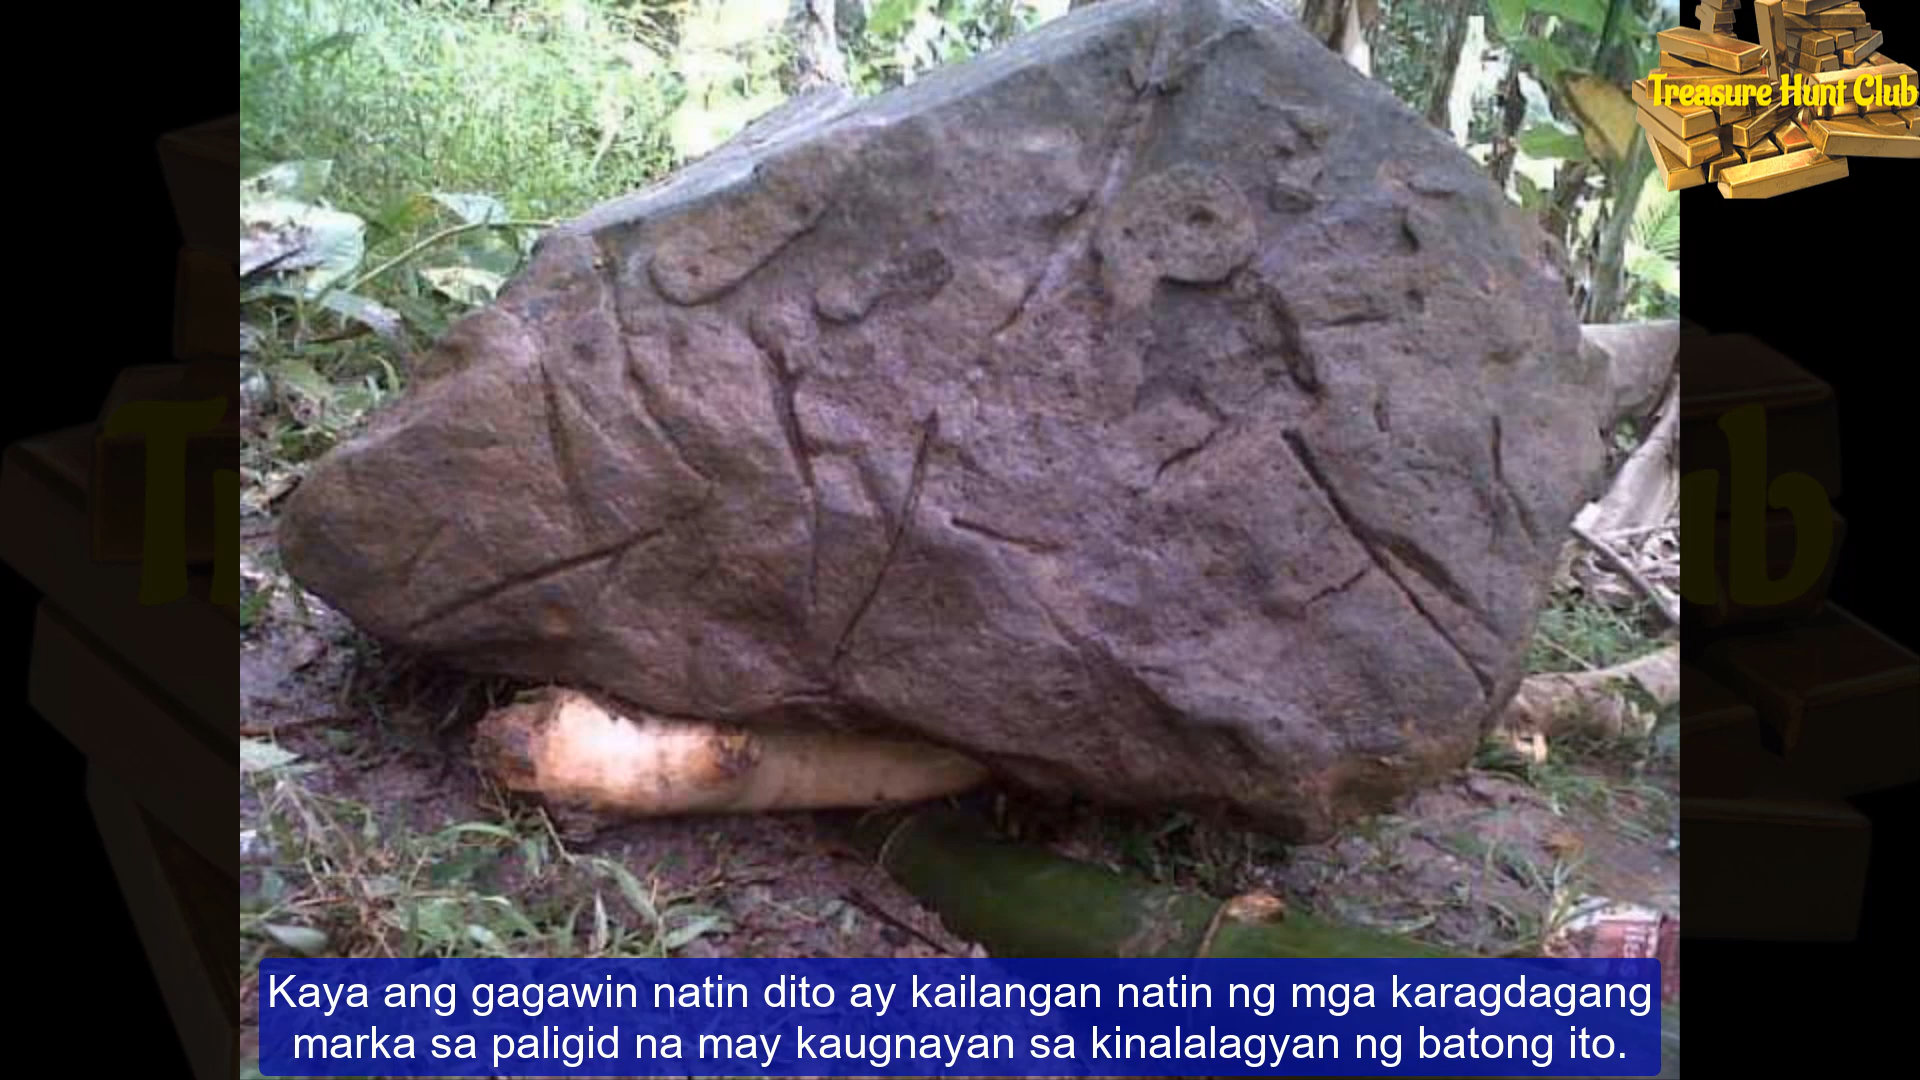 Treasure Hunt Club
Kaya ang gagawin natin dito ay kailangan natin ng mga karagdagang
marka sa paligid na may kaugnayan sa kinalalagyan ng batong ito.